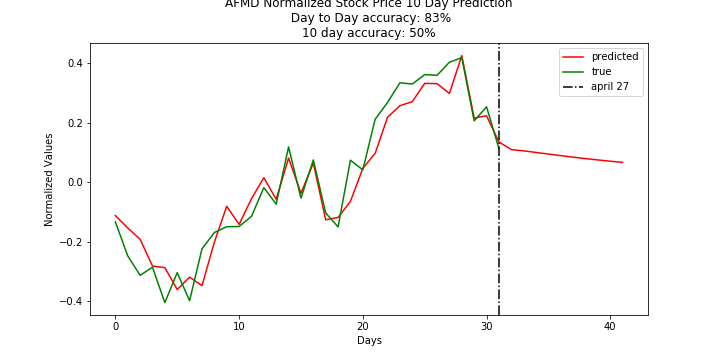 AFMD Normalized Stock Price 10 Day Prediction
Day to Day accuracy: 83%
10 day accuracy: 50%
predicted
true
april 27
Normalized Values
0.4
0.2
0.0
−0.2
−0.4
0
10
20
30
40
Days